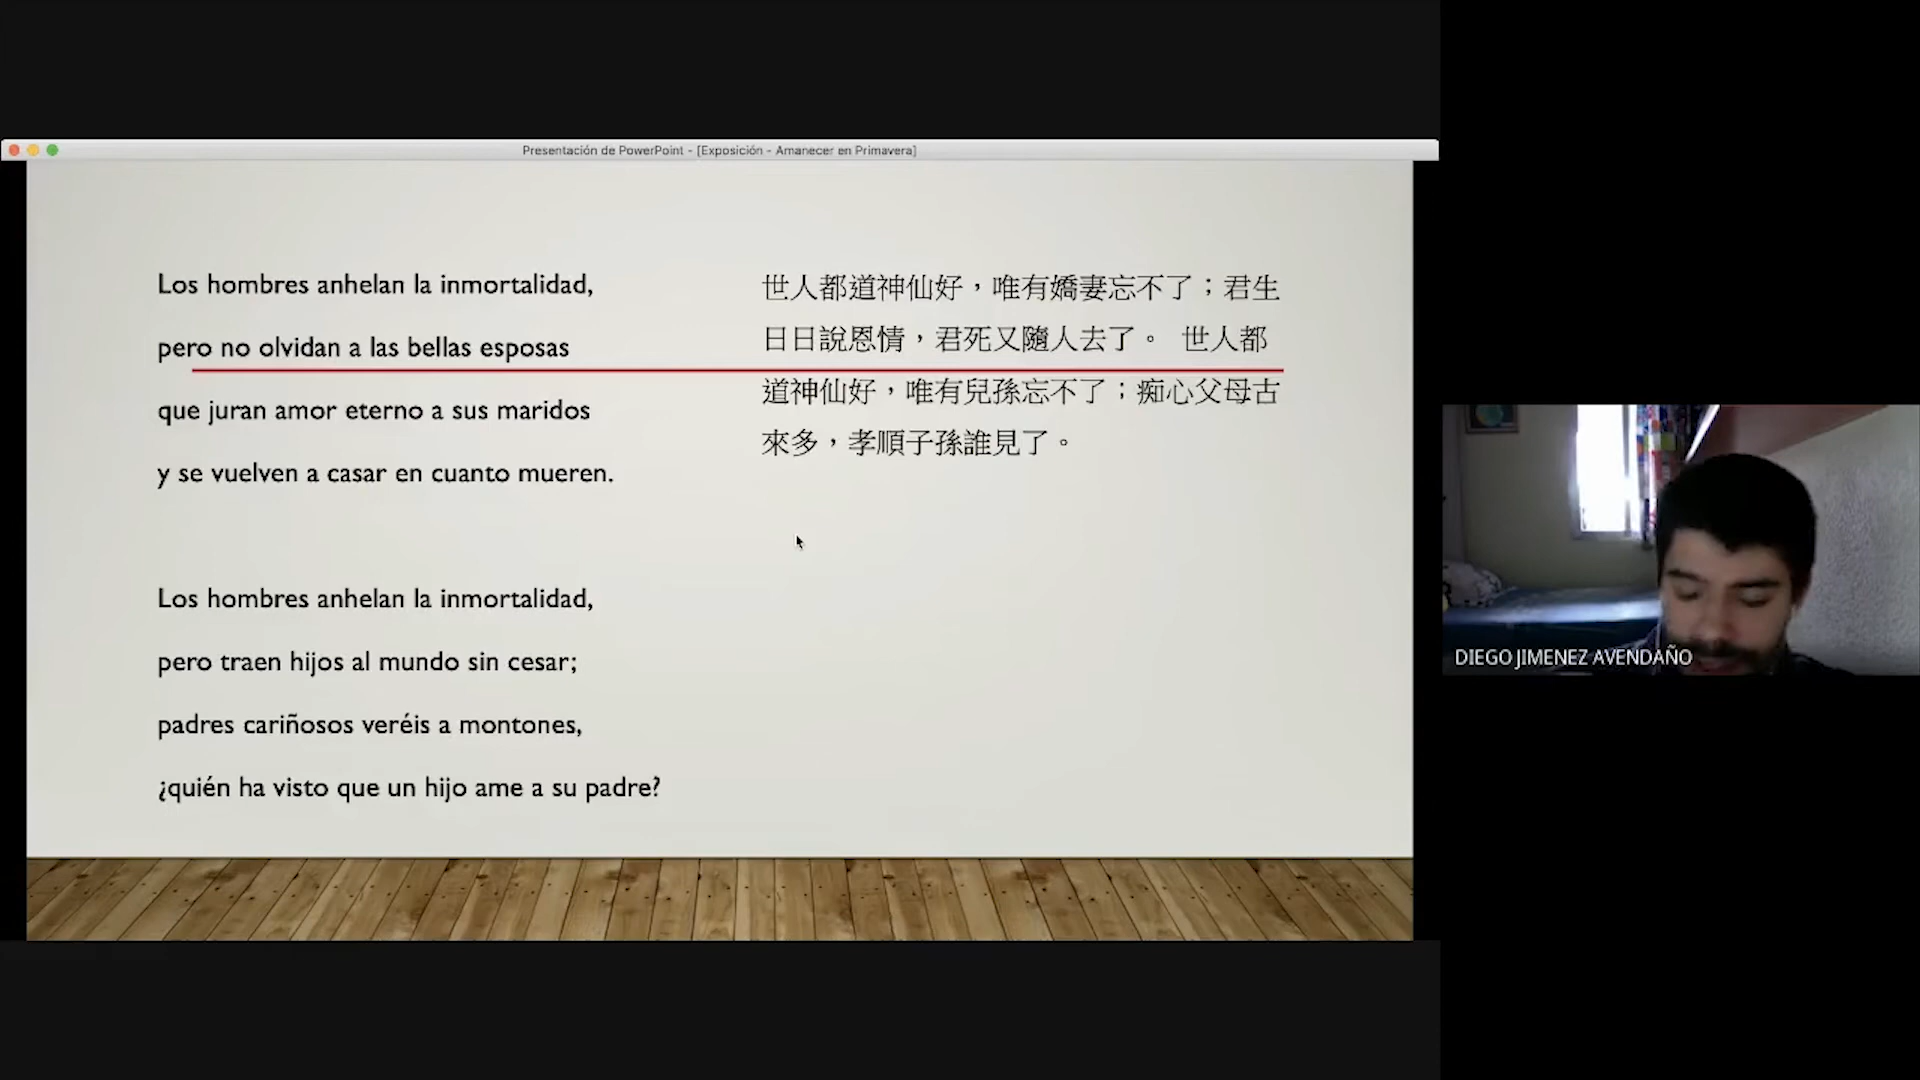 Presentación de PowerPoint - [Exposición - Amanecer en Primavera]
Los hombres anhelan la inmortalidad,
pero no olvidan a las bellas esposas
que juran amor eterno a sus maridos
y se vuelven a casar en cuanto mueren.
Los hombres anhelan la inmortalidad,
pero traen hijos al mundo sin cesar;
padres cariñosos veréis a montones,
¿quién ha visto que un hijo ame a su padre?
世人都道神仙好，唯有嬌妻忘不了；君生
日日說恩情，君死又隨人去了。 世人都
道神仙好，唯有兒孫忘不了；痴心父母古
來多，孝順子孫誰見了。
DIEGO JIMENEZ AVENDAÑO